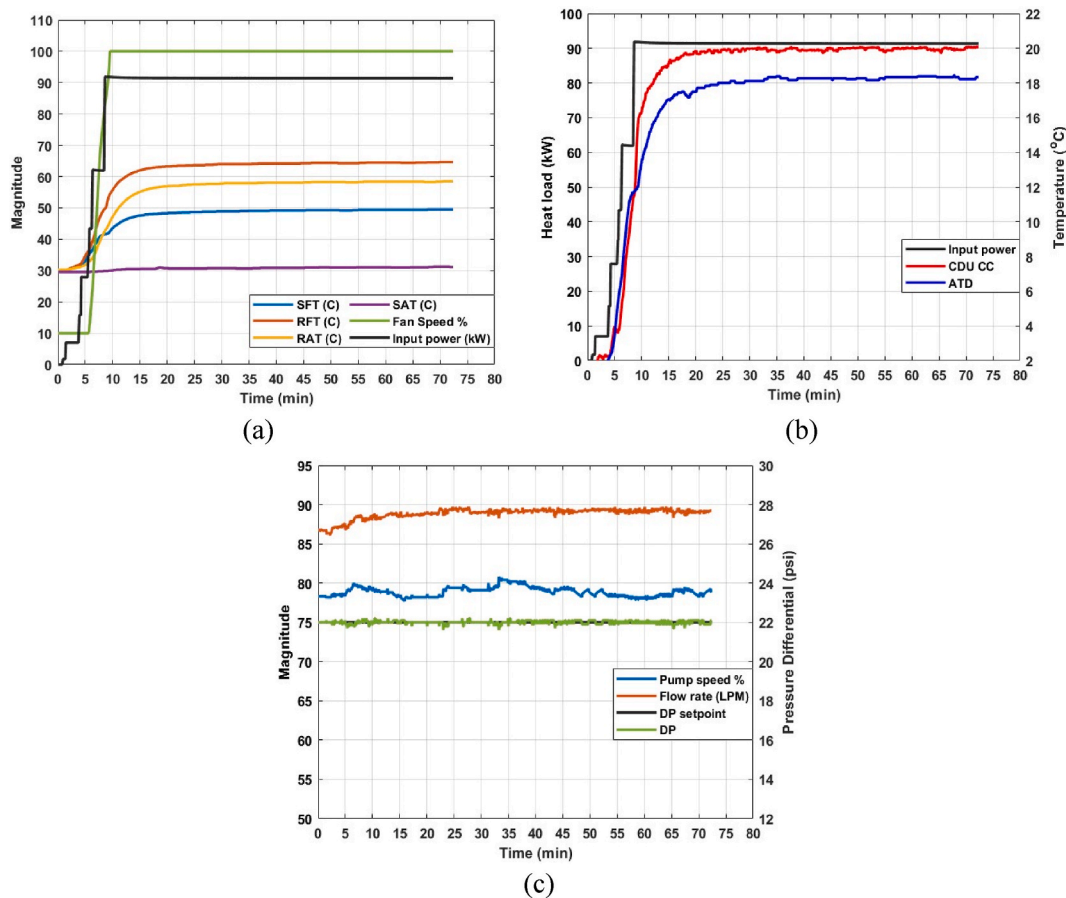 110
100
90
80
70
60
50
40
30
20
10
0
Magnitude
SFT (C)
RFT (C)
RAT (C)
SAT (C)
Fan Speed %
Input power (kW)
0 5 10 15 20 25 30 35 40 45 50 55 60 65 70 75 80
Time (min)
(a)
100
90
80
70
60
50
40
30
20
10
0
Heat load (kW)
22
20
18
16
14
12
10
8
6
4
2
Temperature (°C)
Input power
CDU CC
ATD
0 5 10 15 20 25 30 35 40 45 50 55 60 65 70 75 80
Time (min)
(b)
95
90
85
80
75
70
65
60
55
50
Magnitude
30
28
26
24
22
20
18
16
14
12
Pressure Differential (psi)
Pump speed %
Flow rate (LPM)
DP setpoint
DP
0 5 10 15 20 25 30 35 40 45 50 55 60 65 70 75 80
Time (min)
(c)